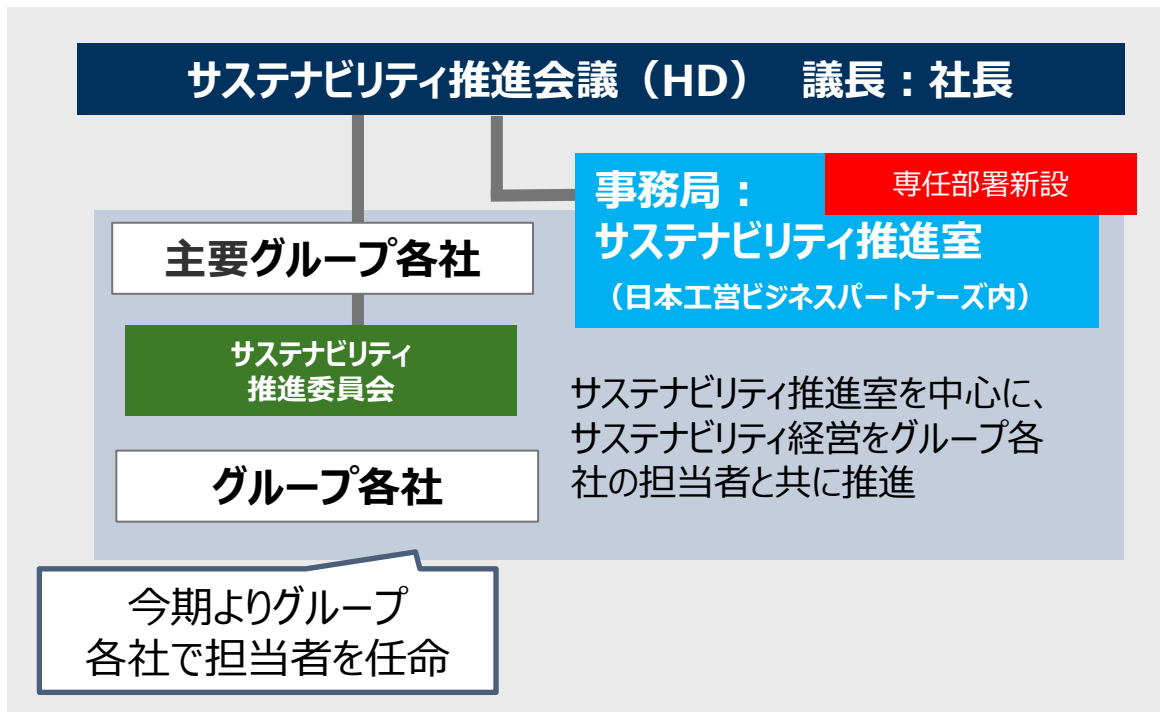 サステナビリティ推進会議（HD）　議長：社長
事務局：
専任部署新設
サステナビリティ推進室
（日本工営ビジネスパートナーズ内）
主要グループ各社
サステナビリティ
推進委員会
グループ各社
サステナビリティ推進室を中心に、
サステナビリティ経営をグループ各
社の担当者と共に推進
今期よりグループ
各社で担当者を任命